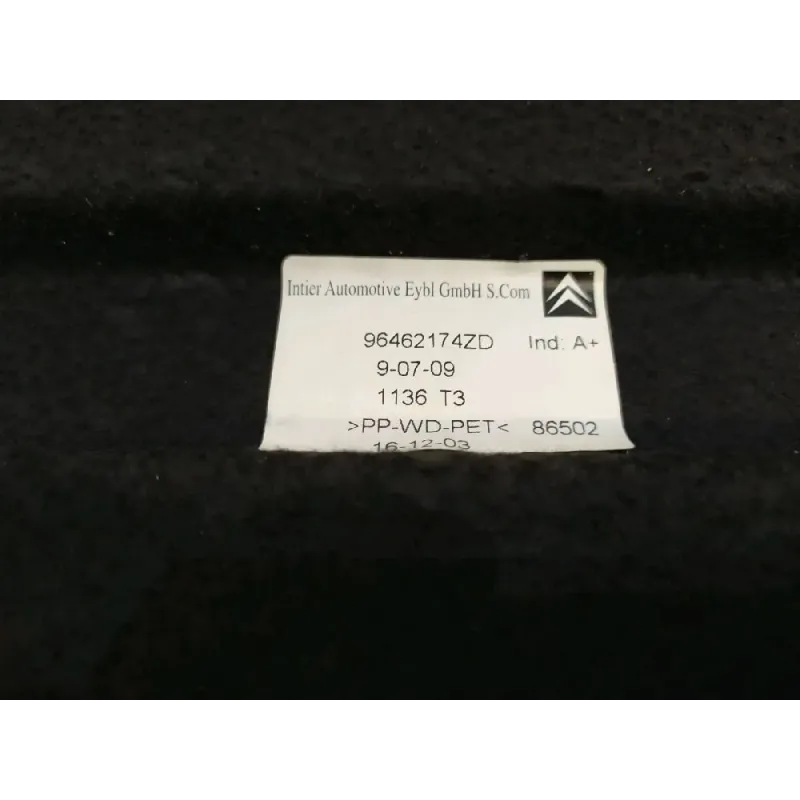 Intier Automotive Eybl GmbH S.Com
96462174ZD Ind: A+
9-07-09
1136 T3
>PP-WD-PET< 86502
16-12-03